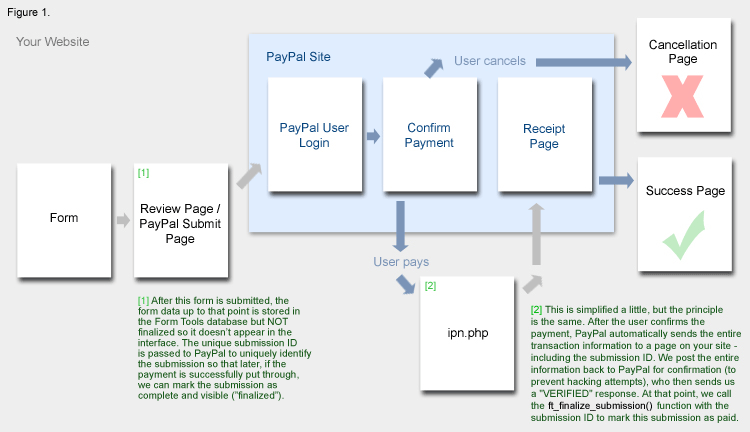 Figure 1.
Your Website
PayPal Site
User cancels
Cancellation
Page
PayPal User
Login
Confirm
Payment
Receipt
Page
Form
[1]
Review Page /
PayPal Submit
Page
Success Page
User pays
[2]
ipn.php
[1] After this form is submitted, the
form data up to that point is stored in
the Form Tools database but NOT
finalized so it doesn't appear in the
interface. The unique submission ID
is passed to PayPal to uniquely identify
the submission so that later, if the
payment is successfully put through,
we can mark the submission as
complete and visible ("finalized").
[2] This is simplified a little, but the principle
is the same. After the user confirms the
payment, PayPal automatically sends the entire
transaction information to a page on your site -
including the submission ID. We post the entire
information back to PayPal for confirmation (to
prevent hacking attempts), who then sends us
a "VERIFIED" response. At that point, we call
the ft_finalize_submission() function with the
submission ID to mark this submission as paid.